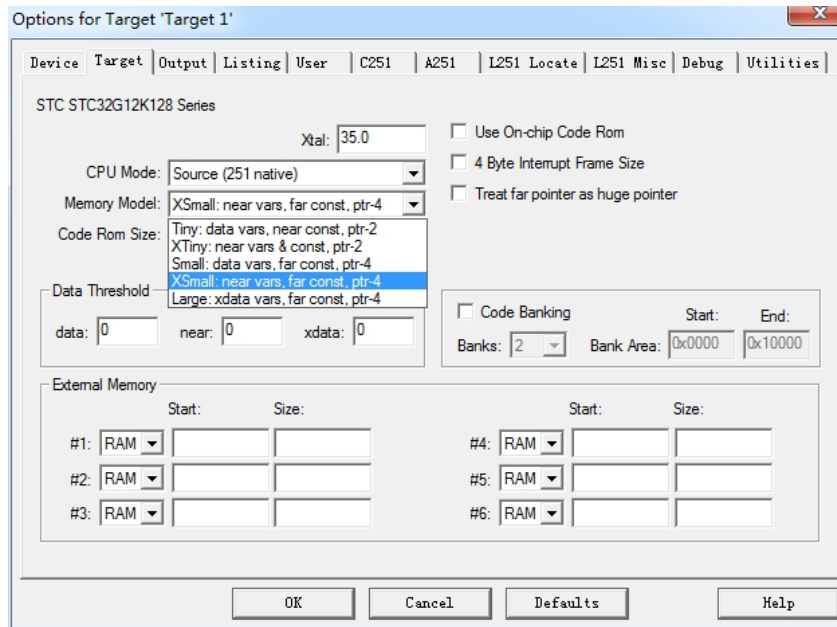 Options for Target 'Target 1'
x
Device Target Output Listing User C251 A251 L251 Locate L251 Misc Debug Utilities
STC STC32G12K128 Series
Xtal: 35.0
Use On-chip Code Rom
CPU Mode: Source (251 native)
4 Byte Interrupt Frame Size
Memory Model: XSmall: near vars, far const, ptr-4
Treat far pointer as huge pointer
Code Rom Size:
Tiny: data vars, near const, ptr-2
XTiny: near vars & const, ptr-2
Small: data vars, far const, ptr-4
XSmall: near vars, far const, ptr-4
Large: xdata vars, far const, ptr-4
Data Threshold
data: 0 near: 0 xdata: 0
Code Banking Start: End:
Banks: 2 Bank Area: 0x0000 0x10000
External Memory
Start: Size: Start: Size:
#1: RAM #4: RAM
#2: RAM #5: RAM
#3: RAM #6: RAM
OK Cancel Defaults Help